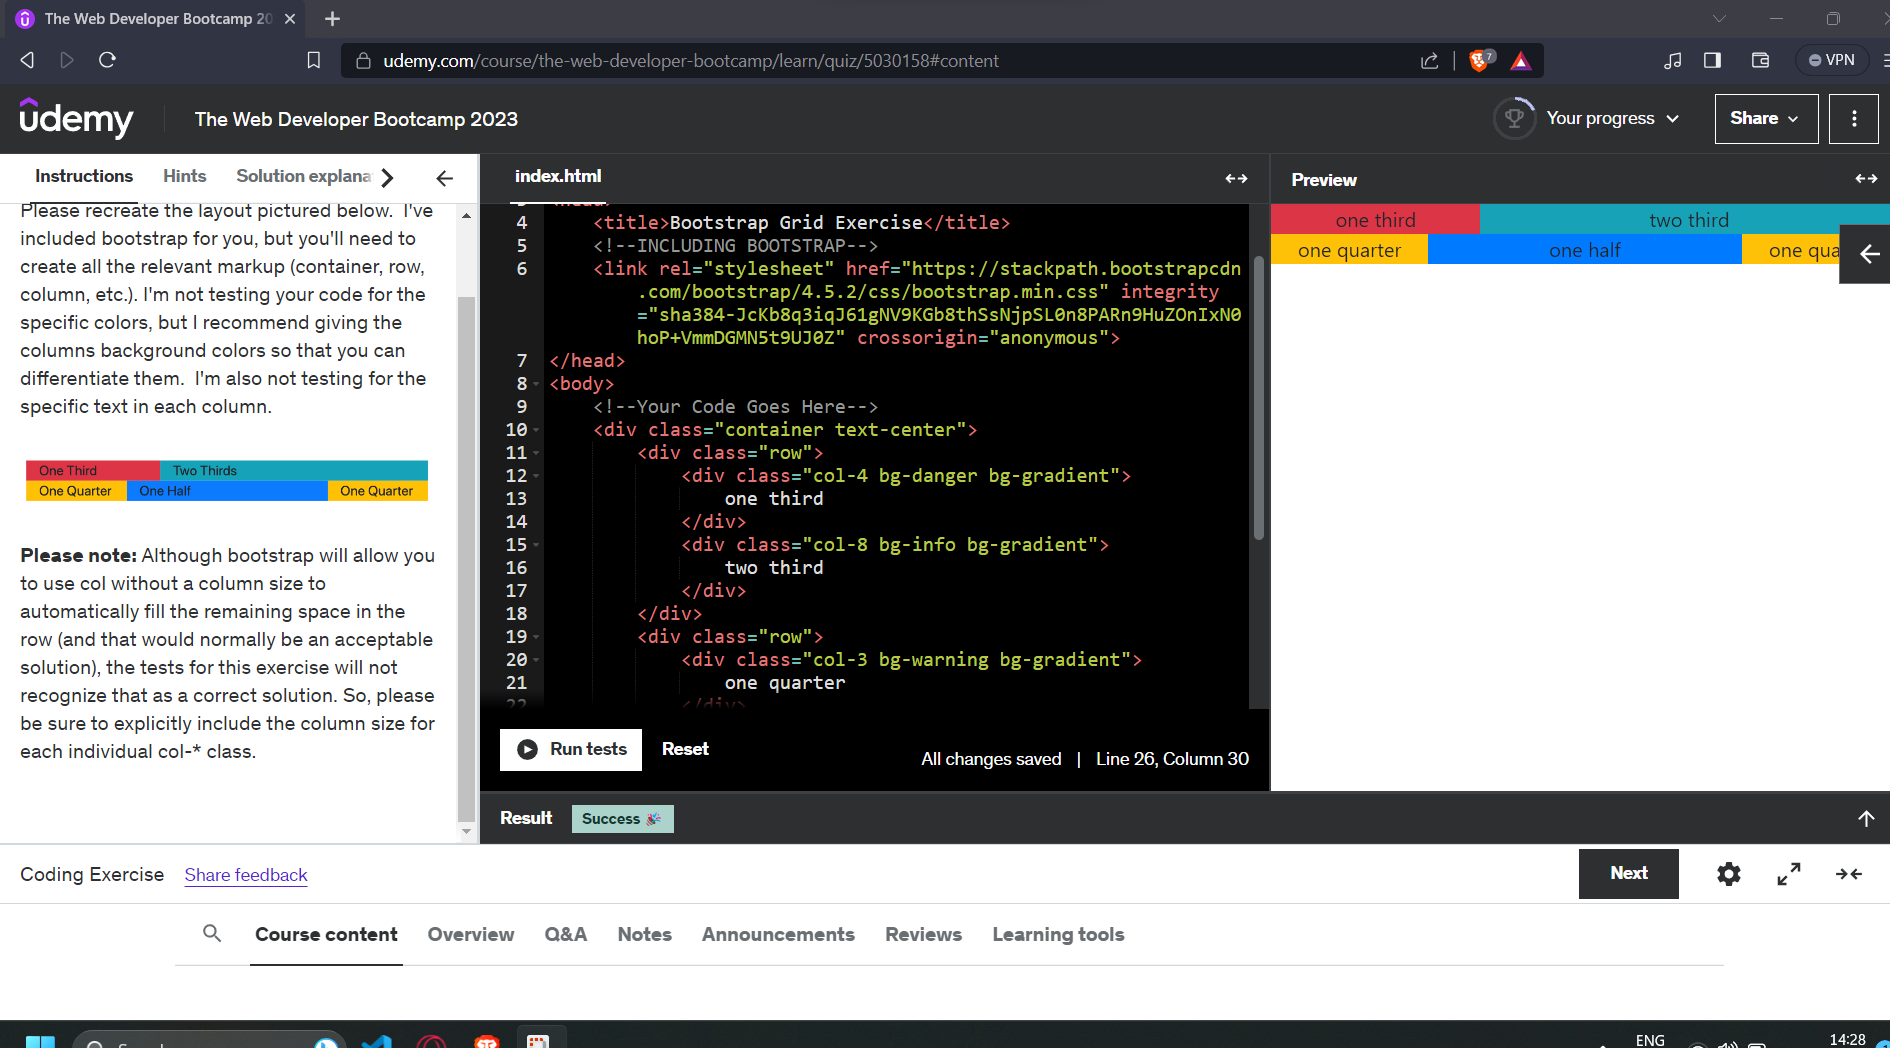 The Web Developer Bootcamp 20
udemy.com/course/the-web-developer-bootcamp/learn/quiz/5030158#content
7
VPN
udemy
The Web Developer Bootcamp 2023
Your progress
Share
Instructions
Hints
Solution explana
Please recreate the layout pictured below.  I've
included bootstrap for you, but you'll need to
create all the relevant markup (container, row,
column, etc.). I'm not testing your code for the
specific colors, but I recommend giving the
columns background colors so that you can
differentiate them.  I'm also not testing for the
specific text in each column.
One Third
Two Thirds
One Quarter
One Half
One Quarter
Please note: Although bootstrap will allow you
to use col without a column size to
automatically fill the remaining space in the
row (and that would normally be an acceptable
solution), the tests for this exercise will not
recognize that as a correct solution. So, please
be sure to explicitly include the column size for
each individual col-* class.
index.html
4 <title>Bootstrap Grid Exercise</title>
5 <!--INCLUDING BOOTSTRAP-->
6 <link rel="stylesheet" href="https://stackpath.bootstrapcdn
.com/bootstrap/4.5.2/css/bootstrap.min.css" integrity
="sha384-JcKb8q3iqJ61gNV9KGb8thSsNjpSL0n8PARn9HuZOnIxN0
hoP+VmmDGMN5t9UJ0Z" crossorigin="anonymous">
7 </head>
8 <body>
9 <!--Your Code Goes Here-->
10 <div class="container text-center">
11 <div class="row">
12 <div class="col-4 bg-danger bg-gradient">
13 one third
14 </div>
15 <div class="col-8 bg-info bg-gradient">
16 two third
17 </div>
18 </div>
19 <div class="row">
20 <div class="col-3 bg-warning bg-gradient">
21 one quarter
22 </div>
Run tests
Reset
All changes saved | Line 26, Column 30
Preview
one third
two third
one quarter
one half
one qua
Result
Success
Coding Exercise
Share feedback
Next
Course content
Overview
Q&A
Notes
Announcements
Reviews
Learning tools
ENG
14:28